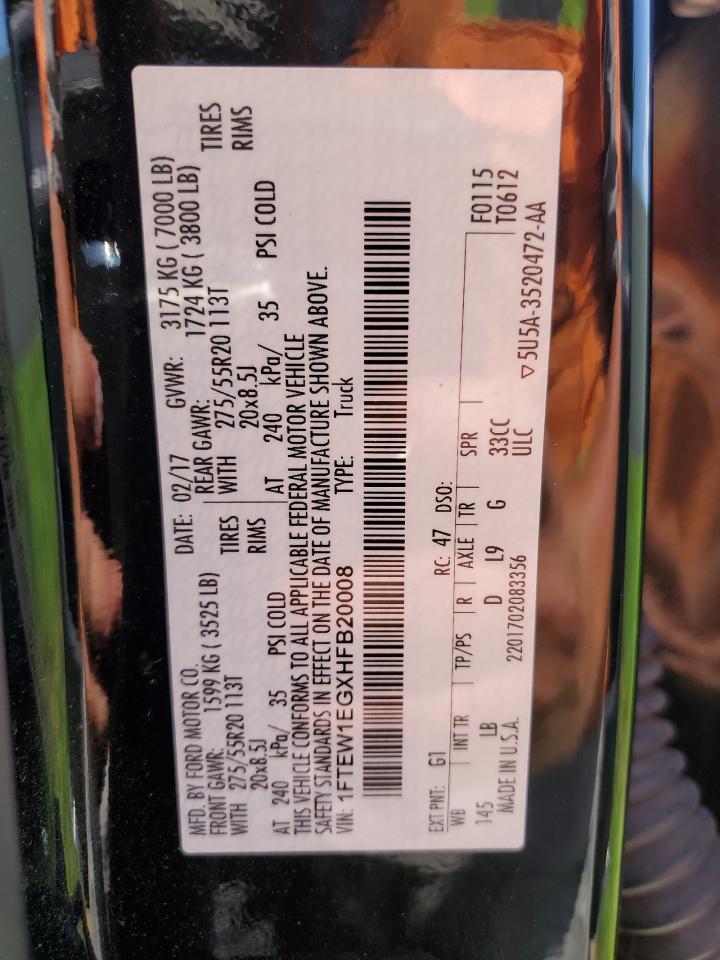 MFD. BY FORD MOTOR CO. DATE: 02/17 GVWR: 3175 KG ( 7000 LB)
FRONT GAWR: 1599 KG ( 3525 LB) REAR GAWR: 1724 KG ( 3800 LB)
WITH 275/55R20 113T TIRES WITH 275/55R20 113T TIRES
20x8.5J RIMS 20x8.5J RIMS
AT 240 kPa/ 35 PSI COLD AT 240 kPa/ 35 PSI COLD
THIS VEHICLE CONFORMS TO ALL APPLICABLE FEDERAL MOTOR VEHICLE
SAFETY STANDARDS IN EFFECT ON THE DATE OF MANUFACTURE SHOWN ABOVE.
VIN: 1FTEW1EGXHFB20008 TYPE: Truck
EXT PNT: G1 RC: 47 DSO:
WB INT TR TP/PS R AXLE TR SPR F0115
145 LB D L9 G 33CC T0612
MADE IN U.S.A. 2201702083356 ULC ▽5U5A-3520472-AA